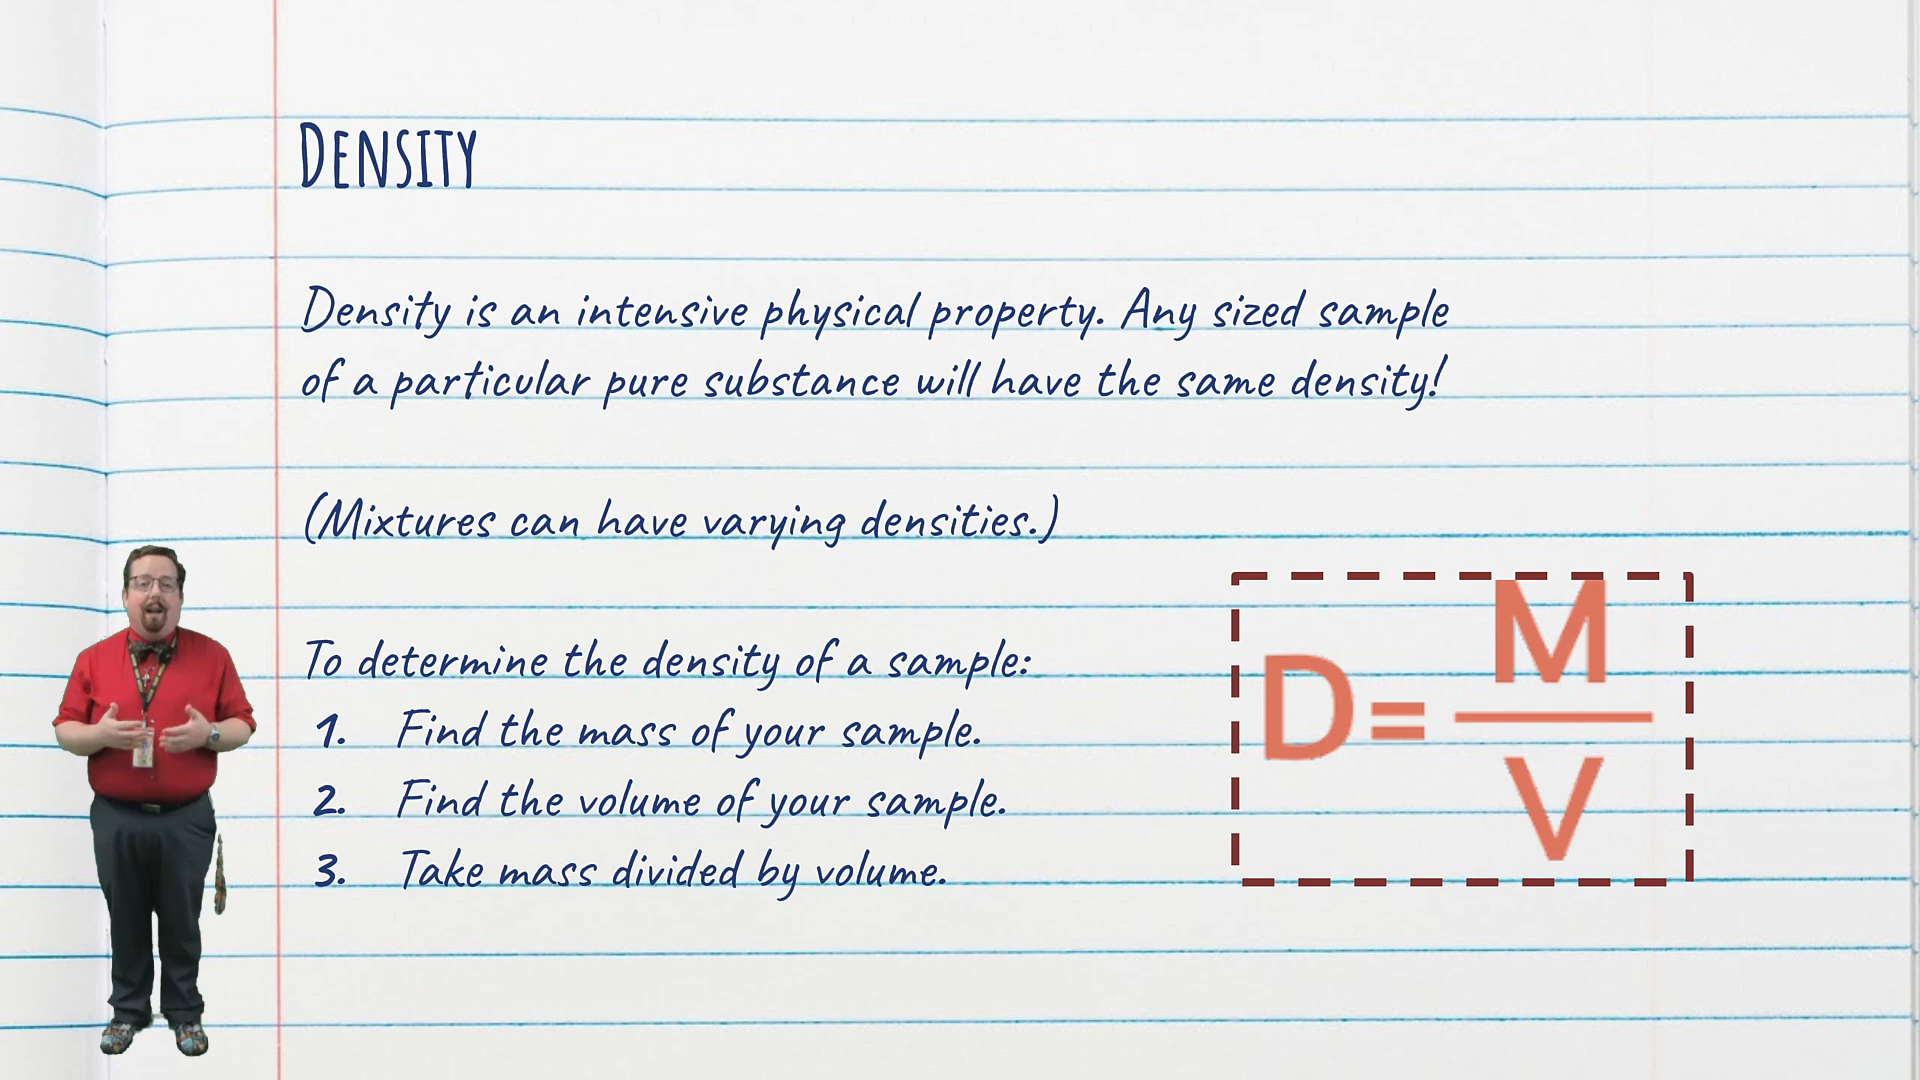 DENSITY
Density is an intensive physical property. Any sized sample
of a particular pure substance will have the same density!
(Mixtures can have varying densities.)
To determine the density of a sample:
1. Find the mass of your sample.
2. Find the volume of your sample.
3. Take mass divided by volume.
M
D=
V